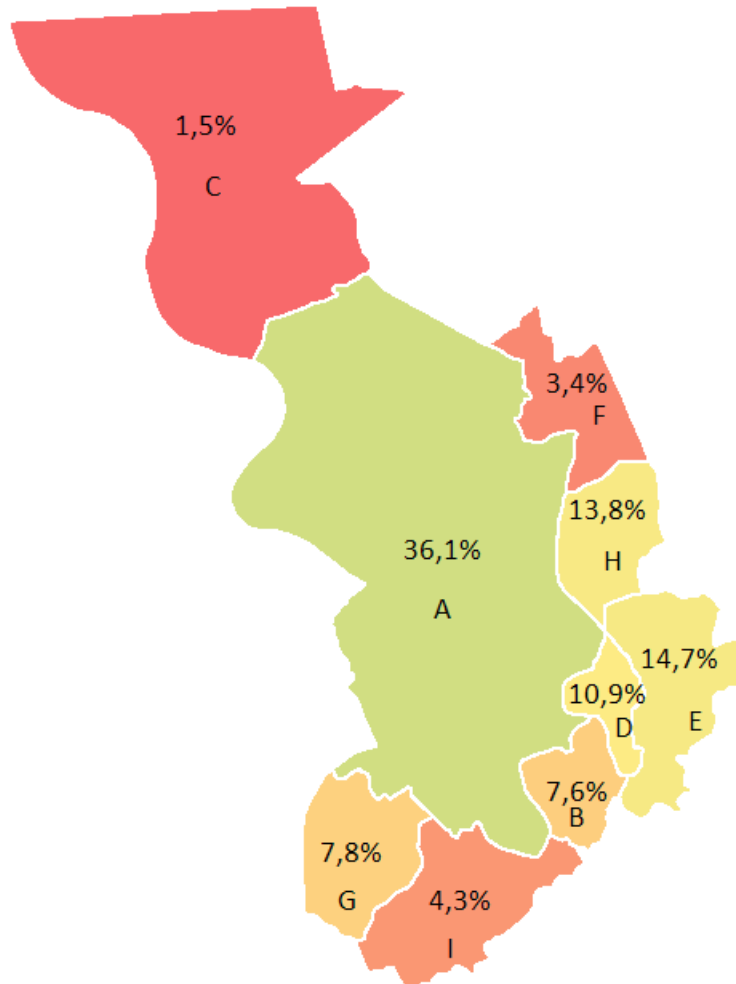 1,5%
C
3,4%
F
13,8%
H
36,1%
A
14,7%
E
10,9%
D
7,6%
B
7,8%
G
4,3%
I